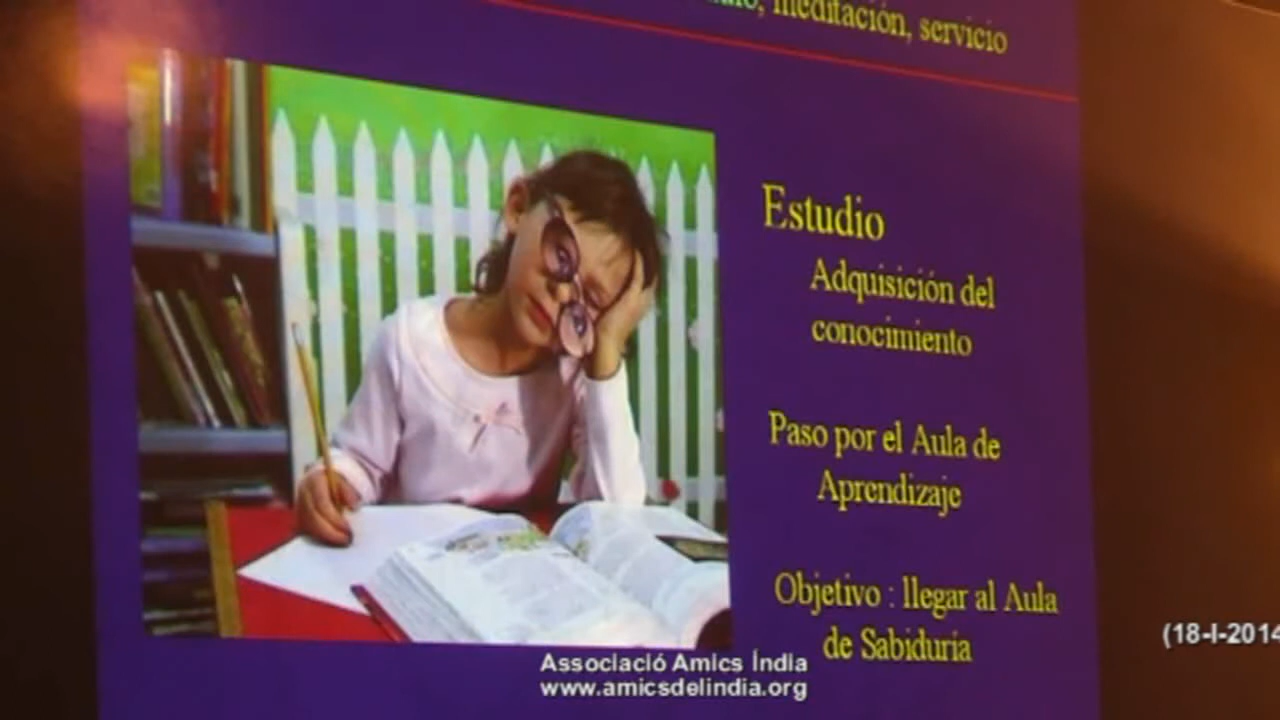 meditación, servicio
Estudio
Adquisición del
conocimiento
Paso por el Aula de
Aprendizaje
Objetivo : llegar al Aula
de Sabiduría
(18-I-2014
Associació Amics Índia
www.amicsdelindia.org